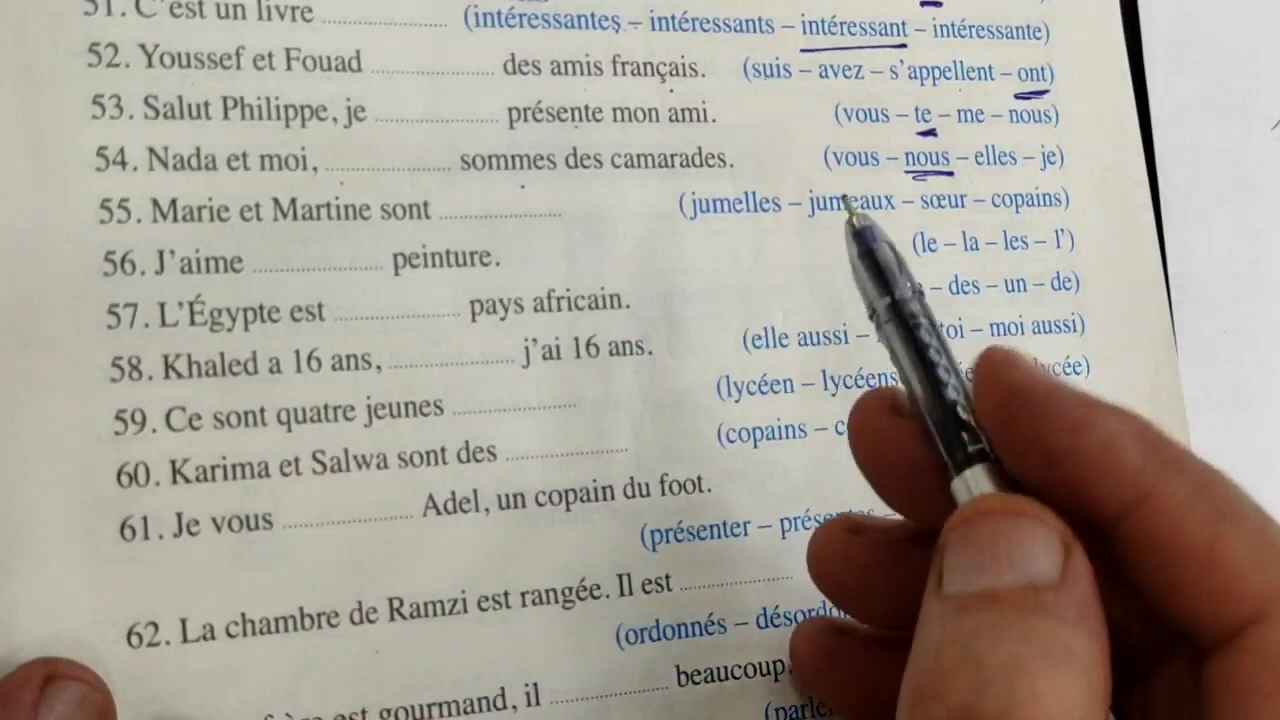 51. C'est un livre .................... (intéressantes – intéressants – intéressant – intéressante)
52. Youssef et Fouad .................... des amis français. (suis – avez – s'appellent – ont)
53. Salut Philippe, je .................... présente mon ami. (vous – te – me – nous)
54. Nada et moi, .................... sommes des camarades. (vous – nous – elles – je)
55. Marie et Martine sont .................... (jumelles – jumeaux – sœur – copains)
56. J'aime .................... peinture. (le – la – les – l')
57. L'Égypte est .................... pays africain. – des – un – de)
58. Khaled a 16 ans, .................... j'ai 16 ans. (elle aussi – toi – moi aussi)
59. Ce sont quatre jeunes .................... (lycéen – lycéens lycée)
60. Karima et Salwa sont des .................... (copains –
61. Je vous .................... Adel, un copain du foot.
(présenter –
62. La chambre de Ramzi est rangée. Il est ....................
(ordonnés –
est gourmand, il .................... beaucoup.